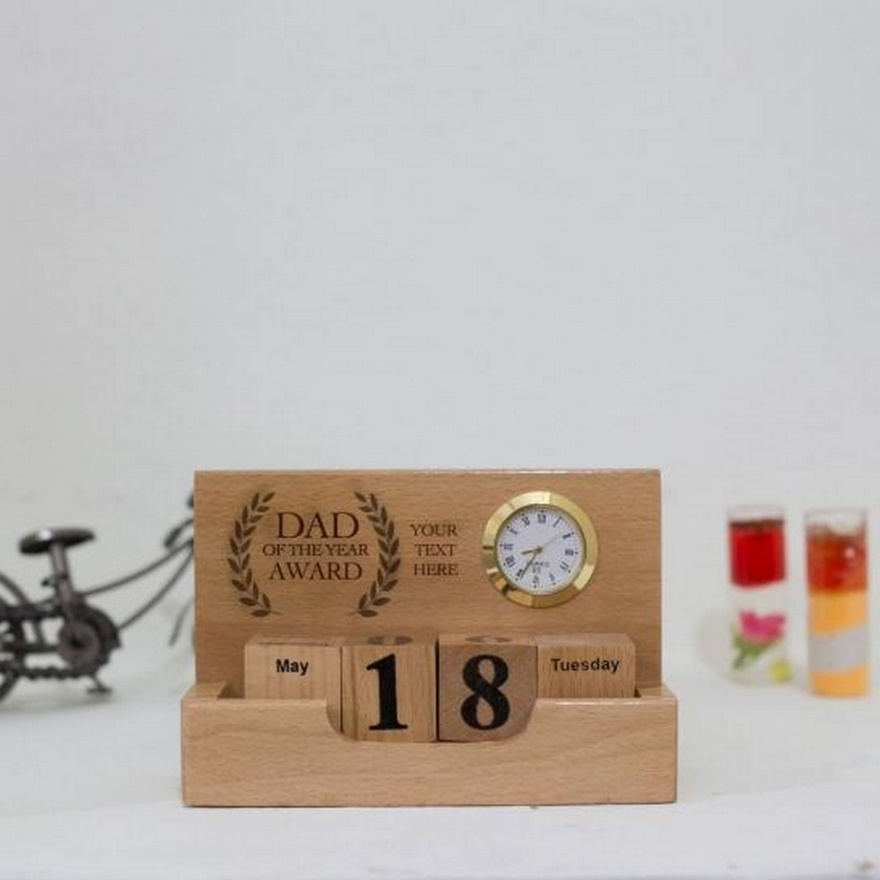 DAD
OF THE YEAR
AWARD
YOUR
TEXT
HERE
May
18
Tuesday